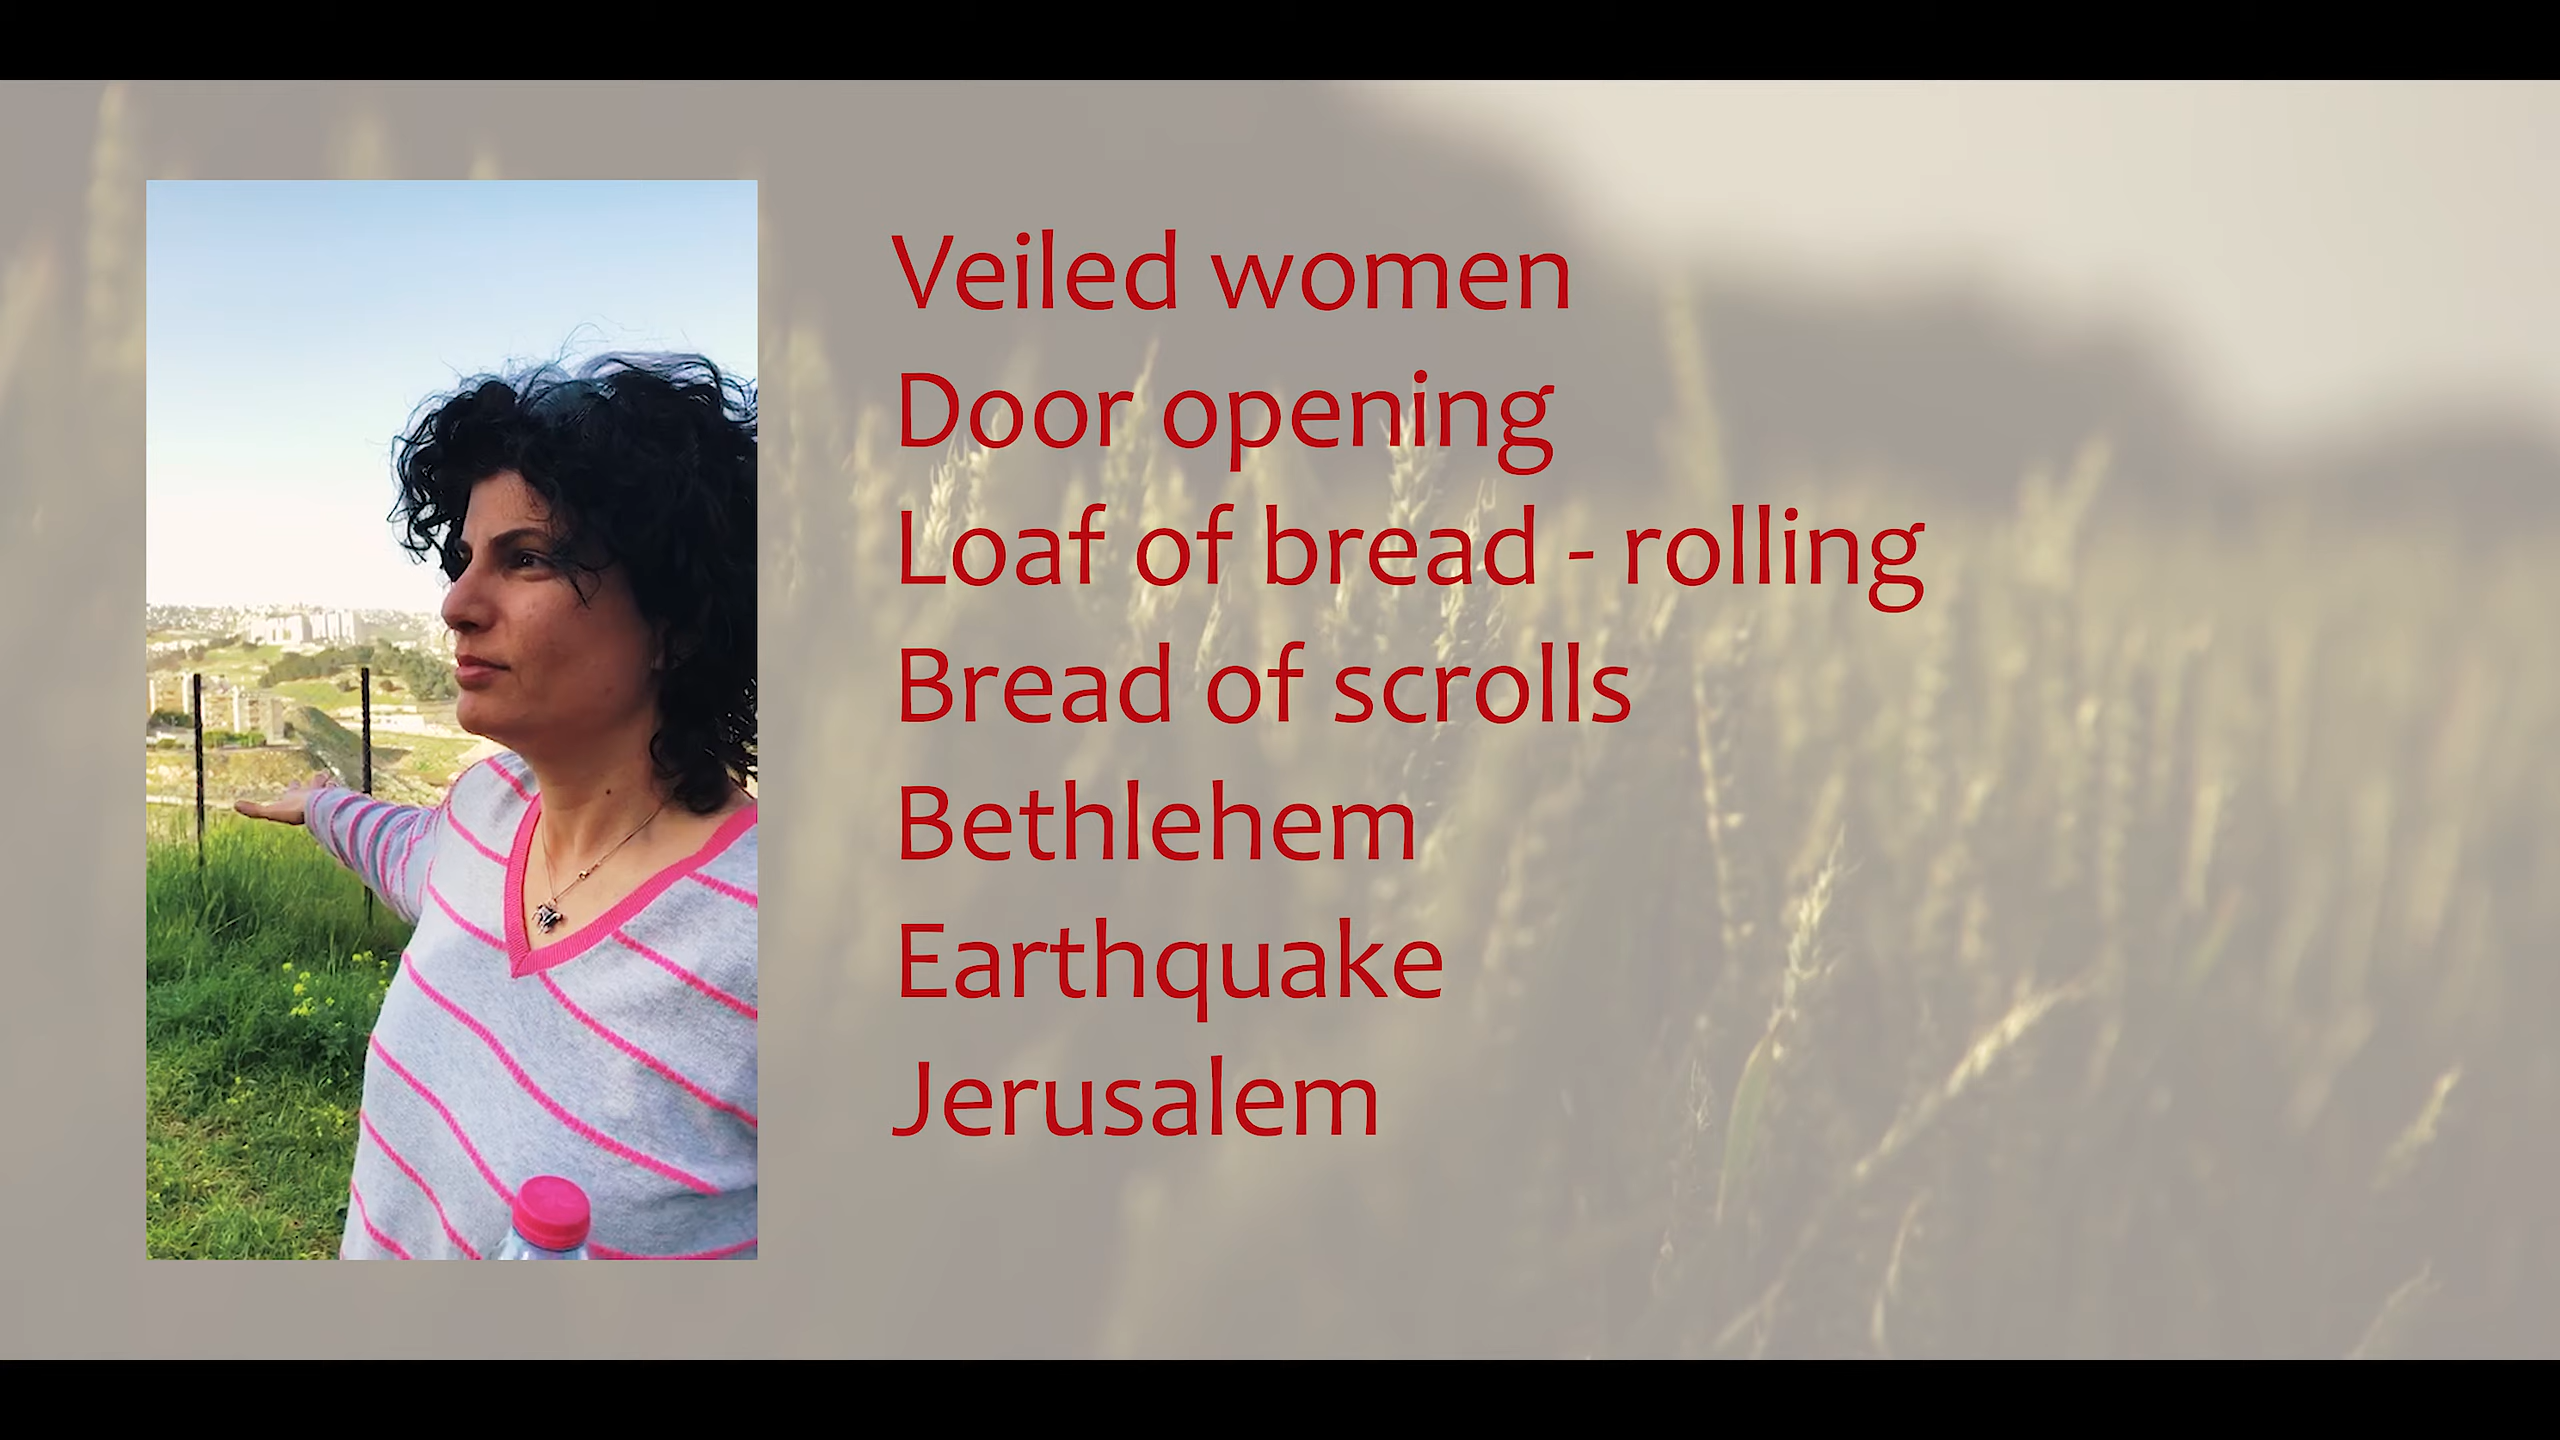 Veiled women
Door opening
Loaf of bread - rolling
Bread of scrolls
Bethlehem
Earthquake
Jerusalem